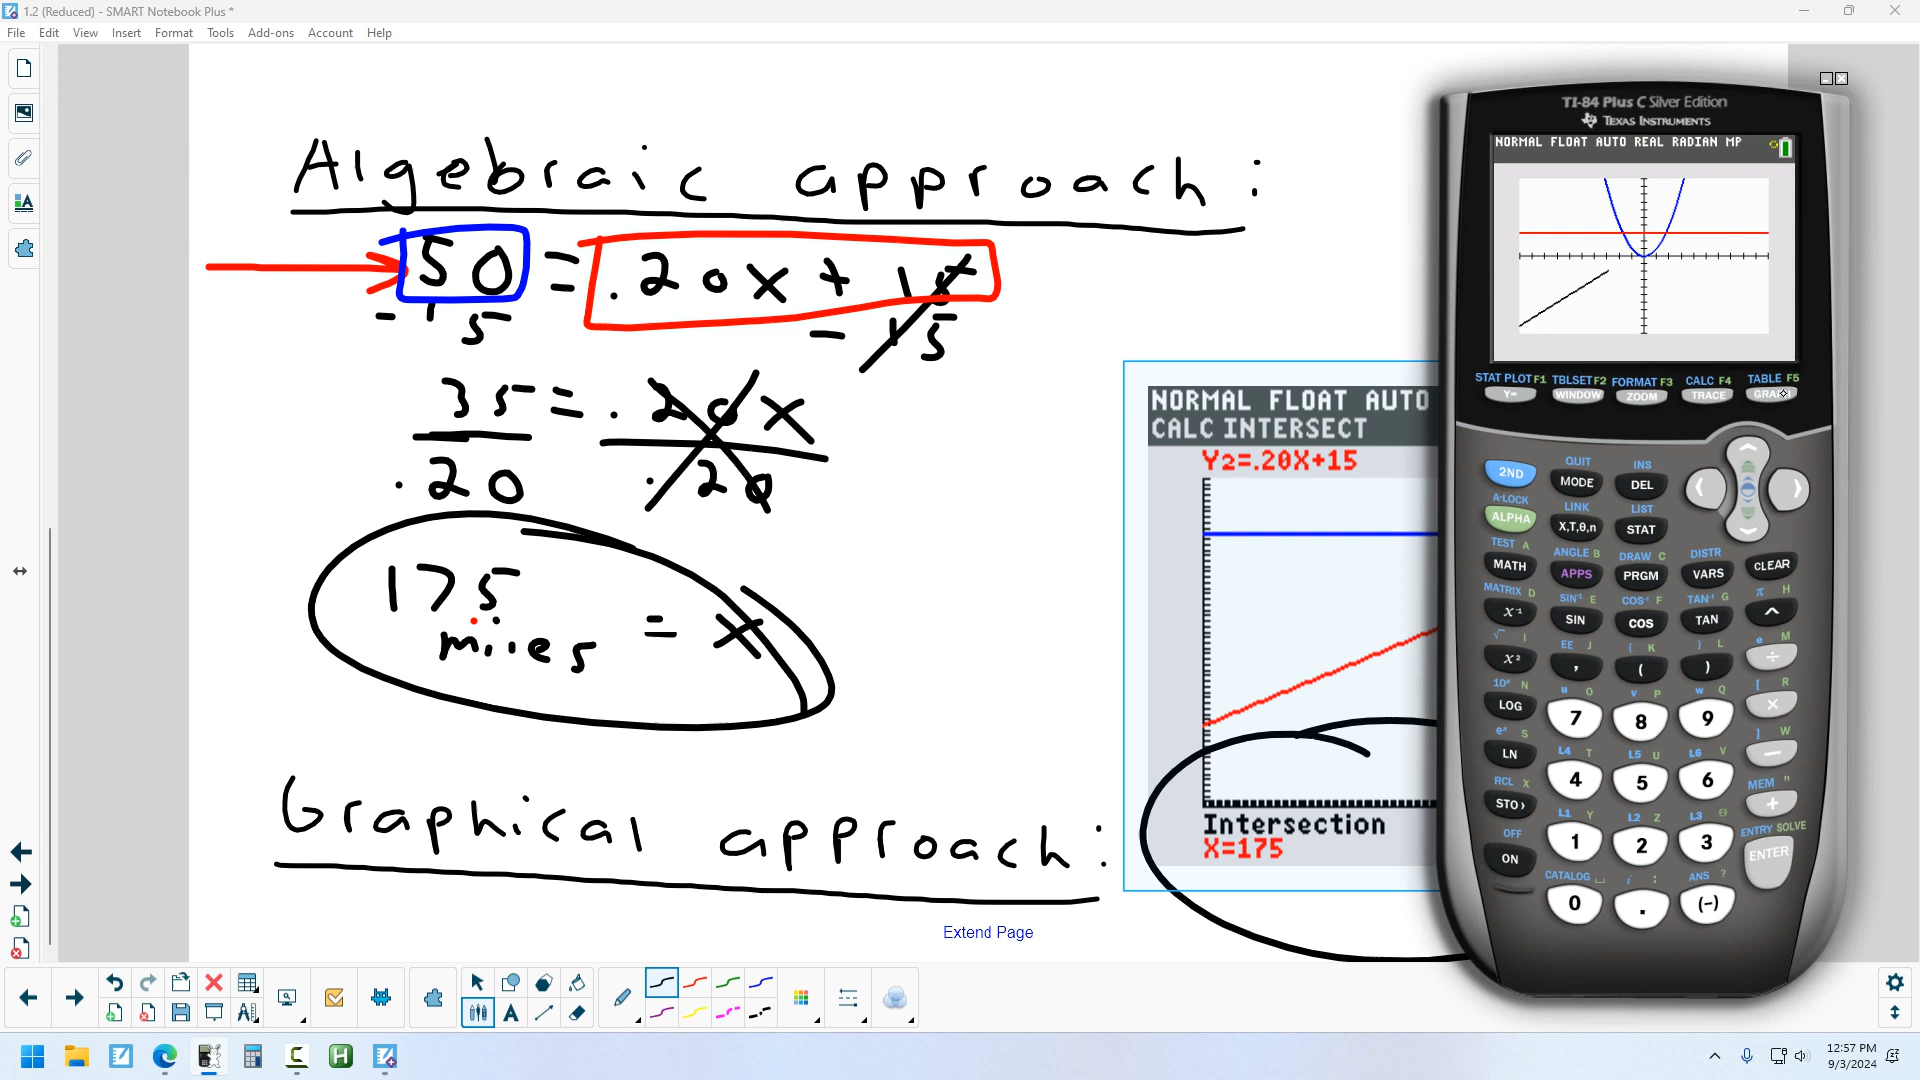 1.2 (Reduced) - SMART Notebook Plus *
File Edit View Insert Format Tools Add-ons Account Help
Algebraic approach:
50 = .20x + 15
- 15 - 15
35 = .20x
.20 .20
175 miles = x
Graphical approach:
Extend Page
NORMAL FLOAT AUTO
CALC INTERSECT
Y2=.20X+15
Intersection
X=175
TI-84 Plus C Silver Edition
TEXAS INSTRUMENTS
NORMAL FLOAT AUTO REAL RADIAN MP
STAT PLOT F1 TBLSET F2 FORMAT F3 CALC F4 TABLE F5
Y= WINDOW ZOOM TRACE GRAPH
QUIT INS
2ND MODE DEL
A-LOCK LINK LIST
ALPHA X,T,θ,n STAT
TEST A ANGLE B DRAW C DISTR
MATH APPS PRGM VARS CLEAR
MATRIX D SIN⁻¹ E COS⁻¹ F TAN⁻¹ G π H
x⁻¹ SIN COS TAN ^
√ I EE J { K } L e M
x² , ( ) ÷
10ˣ N u O v P w Q [ R
LOG 7 8 9 ×
eˣ S L4 T L5 U L6 V ] W
LN 4 5 6 −
RCL X L1 Y L2 Z L3 θ MEM "
STO› 1 2 3 +
OFF CATALOG i : ANS ? ENTRY SOLVE
ON 0 . (-) ENTER
12:57 PM
9/3/2024